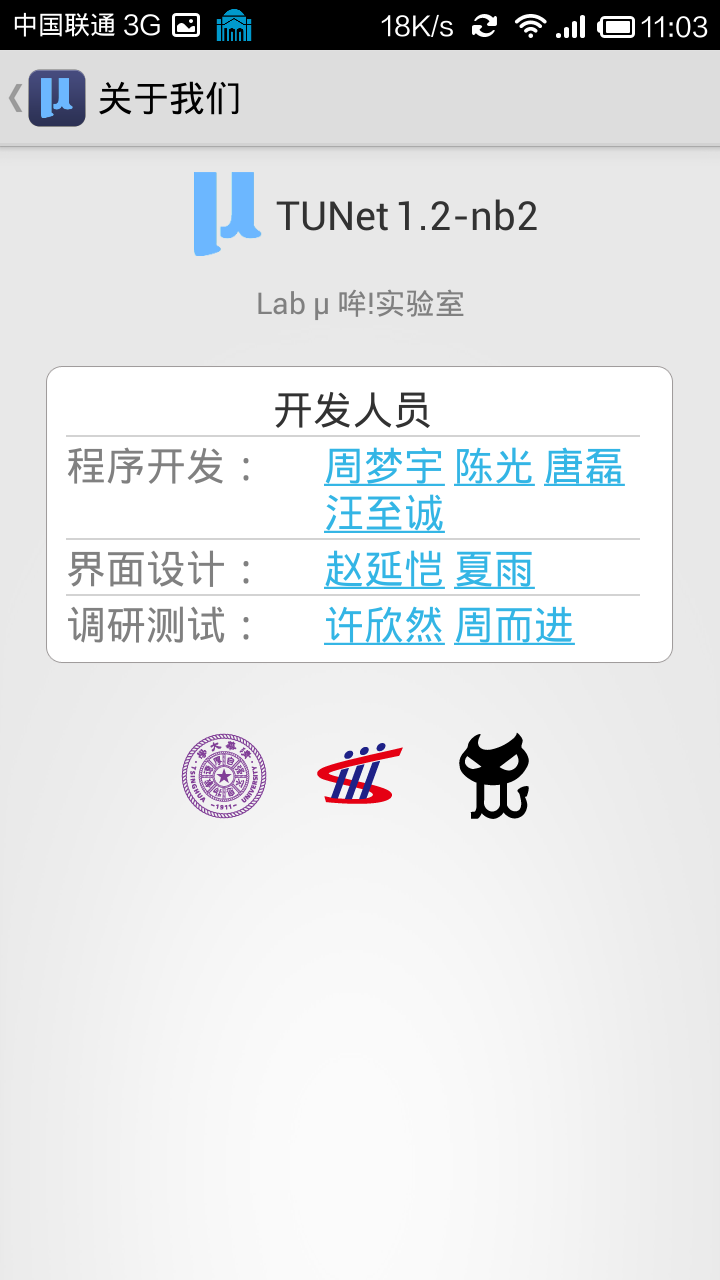 中国联通 3G 18K/s 11:03
μ 关于我们
μ TUNet 1.2-nb2
Lab μ 哞!实验室
开发人员
程序开发： 周梦宇 陈光 唐磊
汪至诚
界面设计： 赵延恺 夏雨
调研测试： 许欣然 周而进
TSINGHUA UNIVERSITY
-1911-